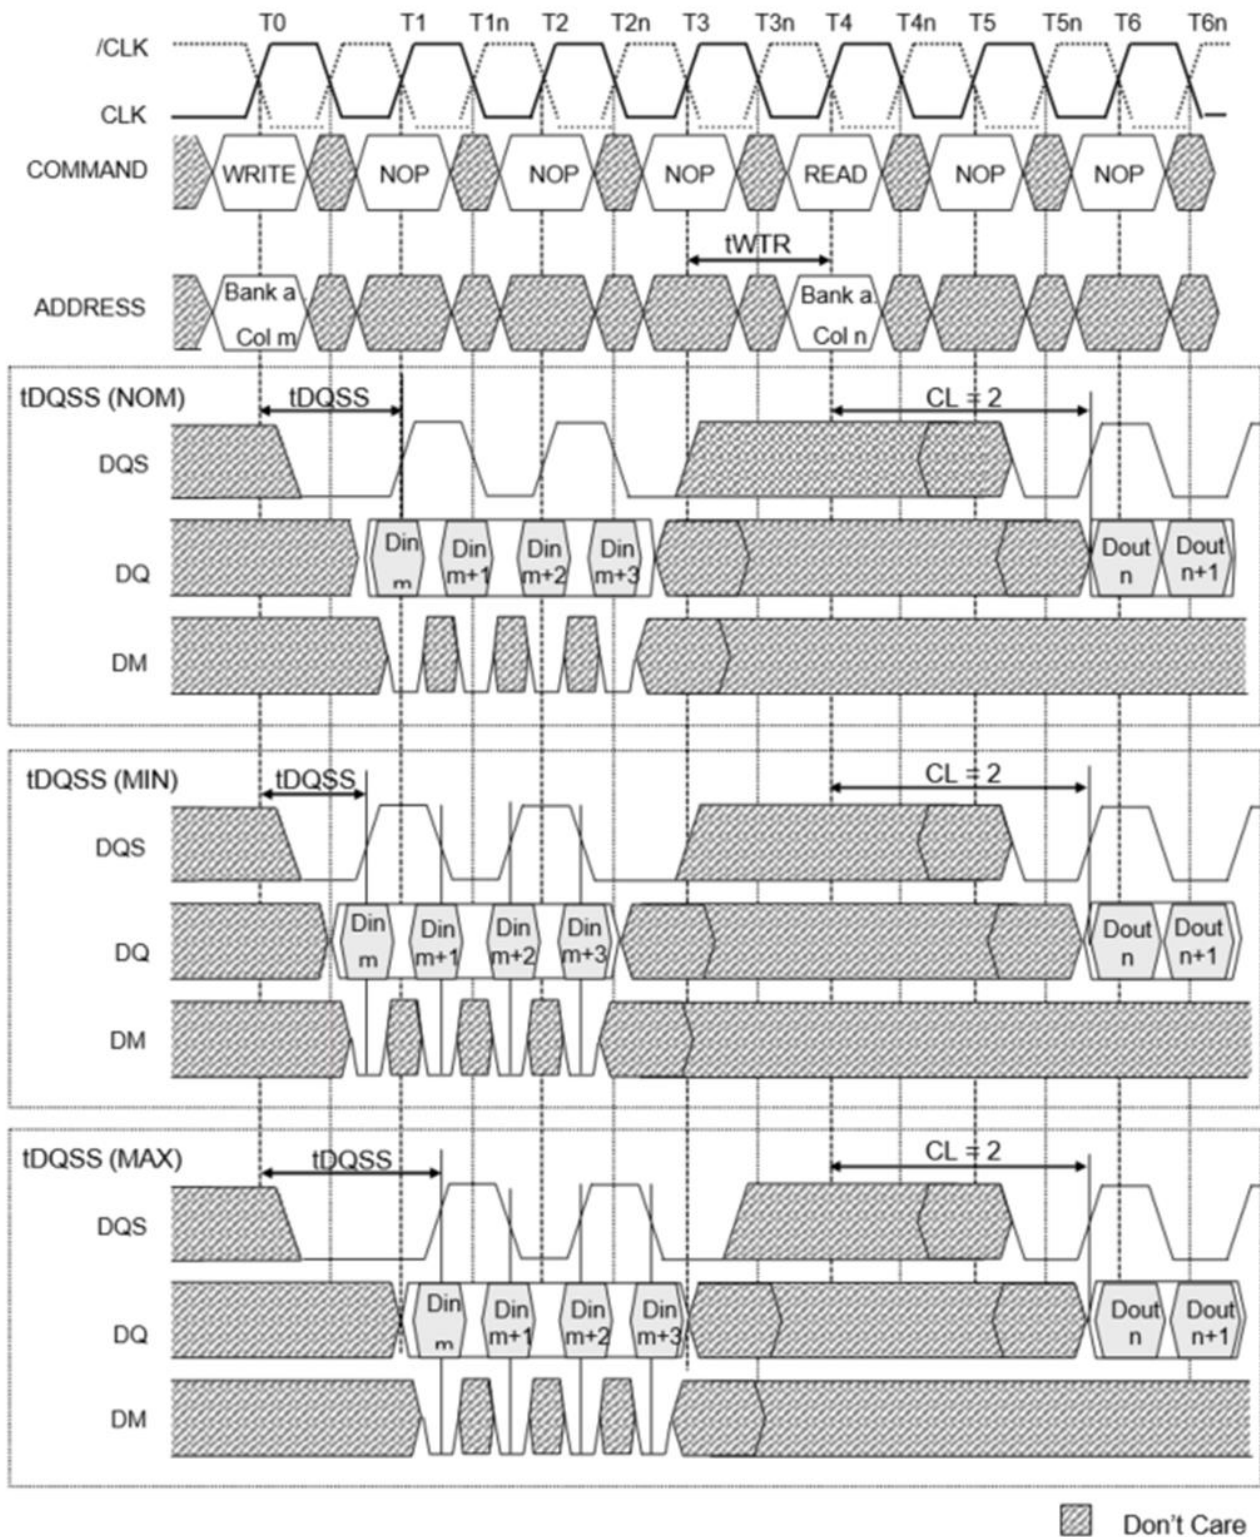 T0 T1 T1n T2 T2n T3 T3n T4 T4n T5 T5n T6 T6n
/CLK
CLK
COMMAND WRITE NOP NOP NOP READ NOP NOP
tWTR
ADDRESS Bank a Bank a.
Col m Col n
tDQSS (NOM) tDQSS CL = 2
DQS
DQ Din Din Din Din Dout Dout
m m+1 m+2 m+3 n n+1
DM
tDQSS (MIN) tDQSS CL = 2
DQS
DQ Din Din Din Din Dout Dout
m m+1 m+2 m+3 n n+1
DM
tDQSS (MAX) tDQSS CL = 2
DQS
DQ Din Din Din Din Dout Dout
m m+1 m+2 m+3 n n+1
DM
Don't Care